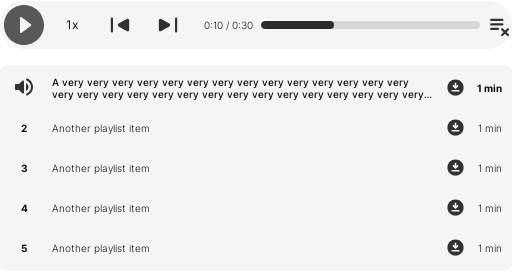 1x
0:10 / 0:30
A very very very very very very very very very very very very very very
very very very very very very very very very very very very very very very...
1 min
2 Another playlist item 1 min
3 Another playlist item 1 min
4 Another playlist item 1 min
5 Another playlist item 1 min